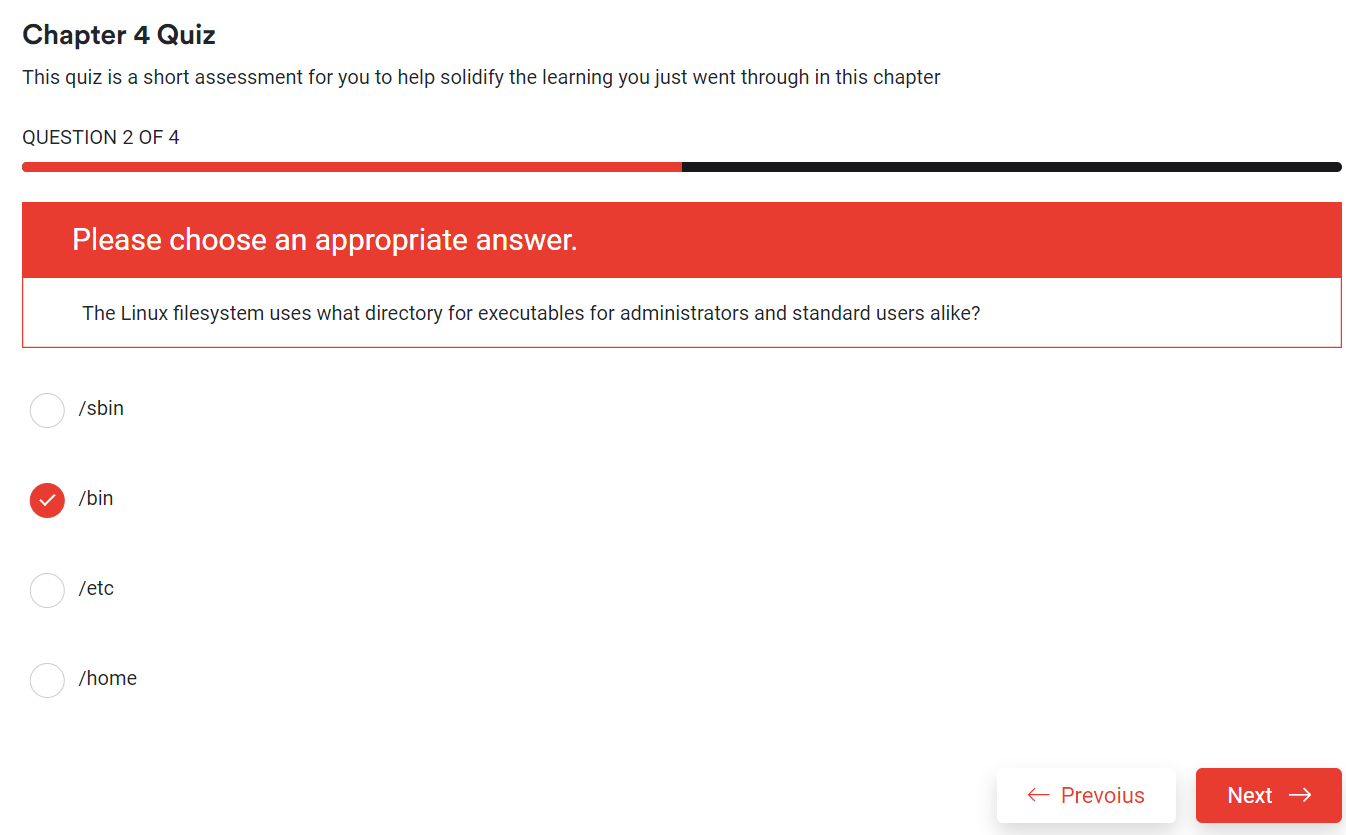 Chapter 4 Quiz
This quiz is a short assessment for you to help solidify the learning you just went through in this chapter
QUESTION 2 OF 4
Please choose an appropriate answer.
The Linux filesystem uses what directory for executables for administrators and standard users alike?
/sbin
/bin
/etc
/home
Prevoius
Next